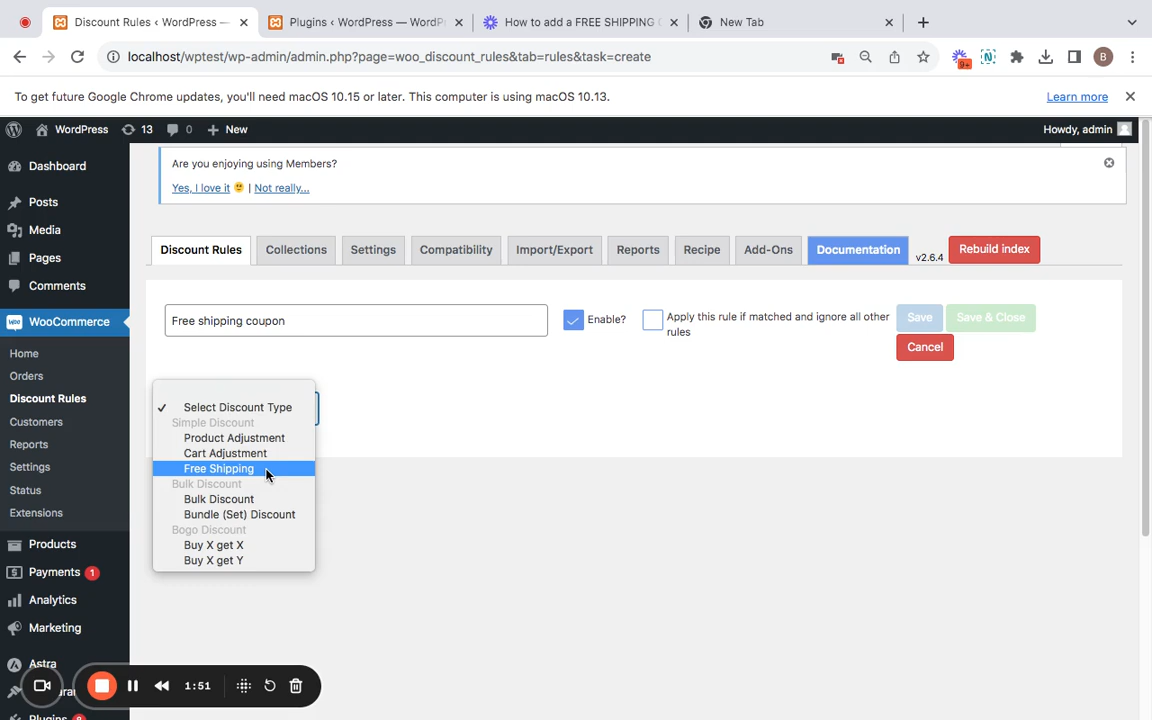 Discount Rules ‹ WordPress —
Plugins ‹ WordPress — WordP
How to add a FREE SHIPPING
New Tab
localhost/wptest/wp-admin/admin.php?page=woo_discount_rules&tab=rules&task=create
9+
B
To get future Google Chrome updates, you'll need macOS 10.15 or later. This computer is using macOS 10.13.
Learn more
WordPress
13
0
New
Howdy, admin
Dashboard
Posts
Media
Pages
Comments
WooCommerce
Home
Orders
Discount Rules
Customers
Reports
Settings
Status
Extensions
Products
Payments 1
Analytics
Marketing
Astra
Plugins
Are you enjoying using Members?
Yes, I love it | Not really...
Discount Rules
Collections
Settings
Compatibility
Import/Export
Reports
Recipe
Add-Ons
Documentation
v2.6.4
Rebuild index
Free shipping coupon
Enable?
Apply this rule if matched and ignore all other
rules
Save
Save & Close
Cancel
✓ Select Discount Type
Simple Discount
Product Adjustment
Cart Adjustment
Free Shipping
Bulk Discount
Bulk Discount
Bundle (Set) Discount
Bogo Discount
Buy X get X
Buy X get Y
1:51